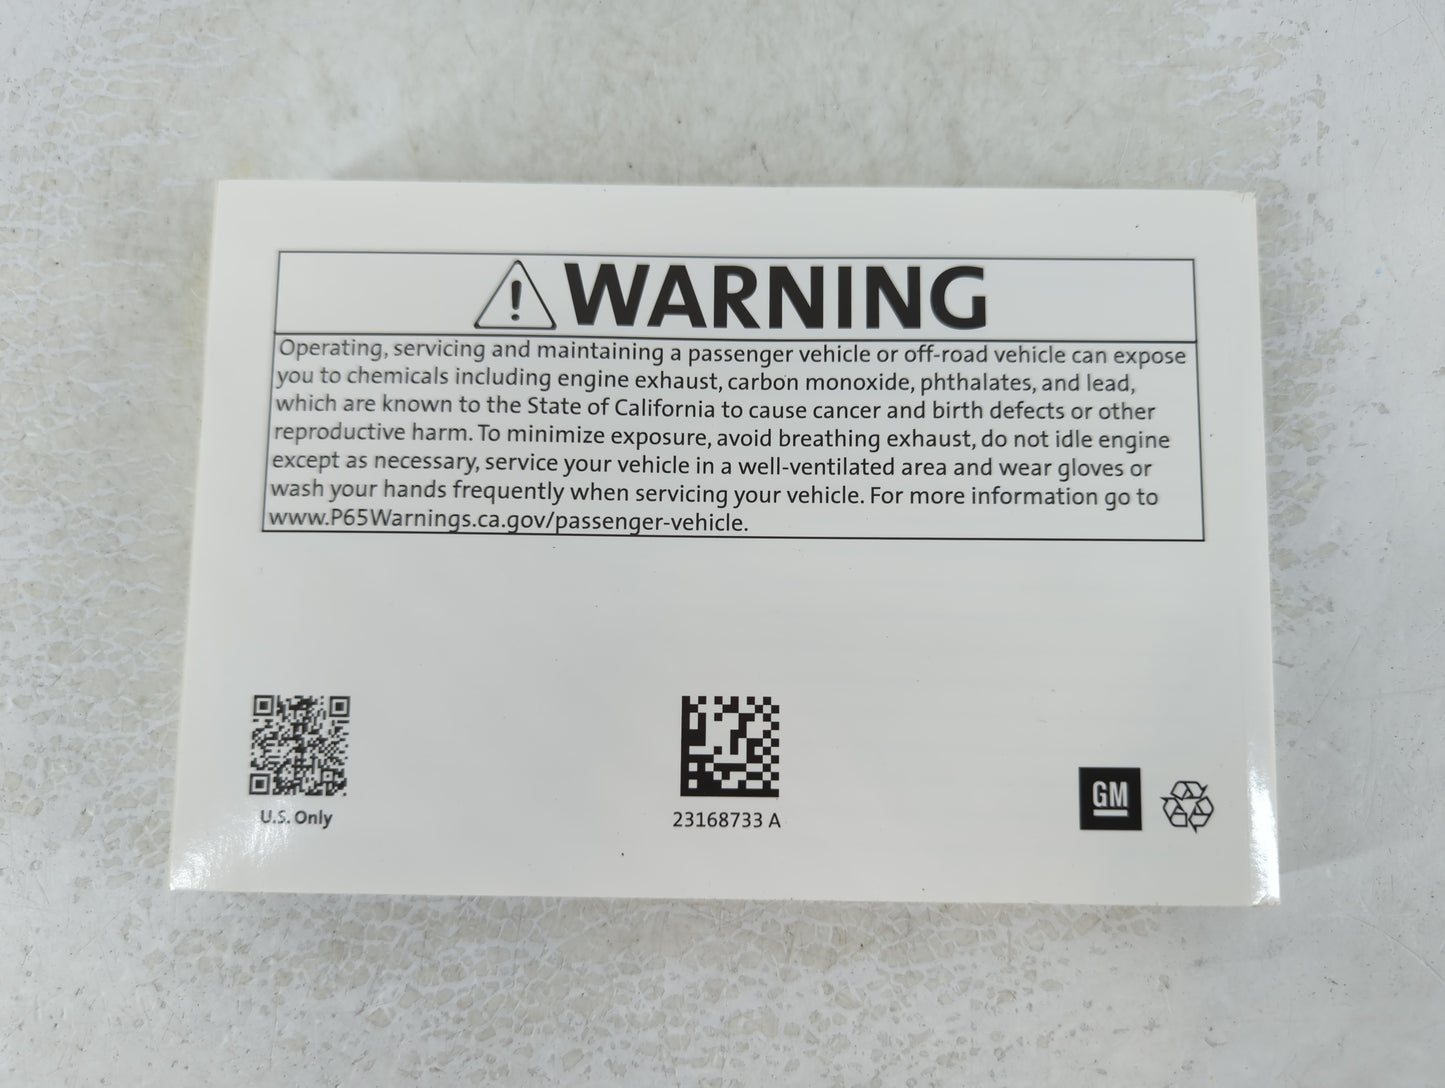 WARNING
Operating, servicing and maintaining a passenger vehicle or off-road vehicle can expose
you to chemicals including engine exhaust, carbon monoxide, phthalates, and lead,
which are known to the State of California to cause cancer and birth defects or other
reproductive harm. To minimize exposure, avoid breathing exhaust, do not idle engine
except as necessary, service your vehicle in a well-ventilated area and wear gloves or
wash your hands frequently when servicing your vehicle. For more information go to
www.P65Warnings.ca.gov/passenger-vehicle.
U.S. Only
23168733 A
GM